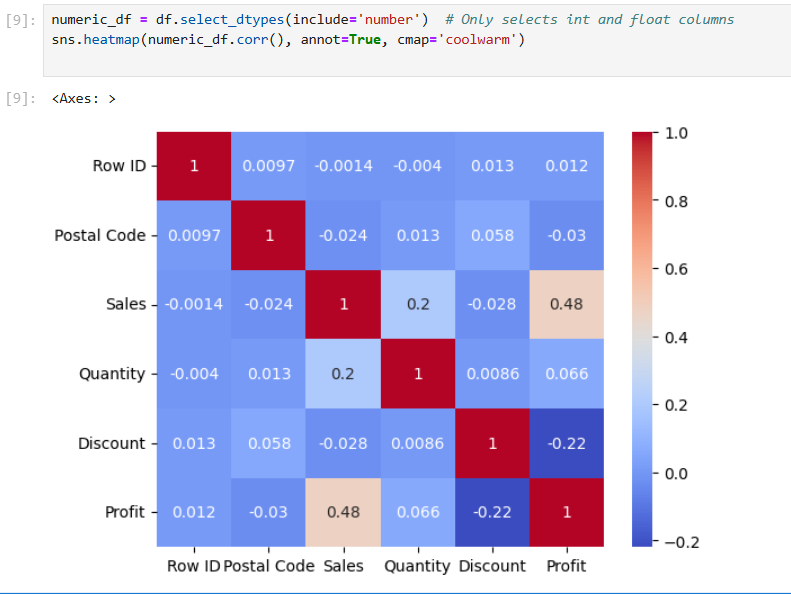 [9]: numeric_df = df.select_dtypes(include='number')  # Only selects int and float columns
sns.heatmap(numeric_df.corr(), annot=True, cmap='coolwarm')
[9]: <Axes: >
Row ID 1 0.0097 -0.0014 -0.004 0.013 0.012
Postal Code 0.0097 1 -0.024 0.013 0.058 -0.03
Sales -0.0014 -0.024 1 0.2 -0.028 0.48
Quantity -0.004 0.013 0.2 1 0.0086 0.066
Discount 0.013 0.058 -0.028 0.0086 1 -0.22
Profit 0.012 -0.03 0.48 0.066 -0.22 1
Row ID Postal Code Sales Quantity Discount Profit
1.0
0.8
0.6
0.4
0.2
0.0
−0.2